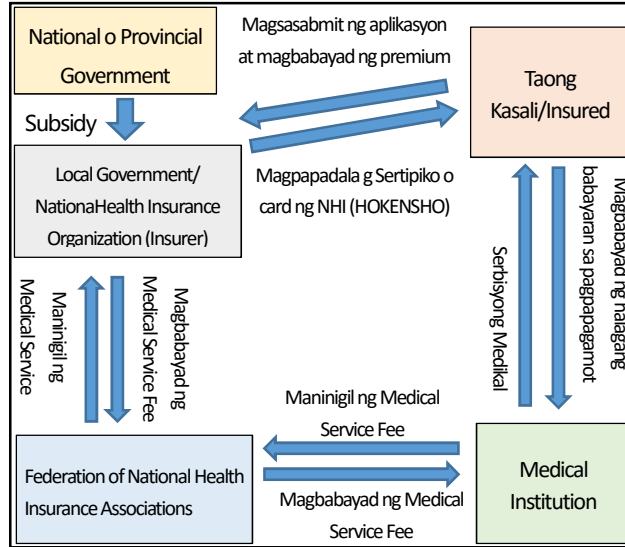 National o Provincial
Government
Magsasabmit ng aplikasyon
at magbabayad ng premium
Taong
Kasali/Insured
Subsidy
Local Government/
NationaHealth Insurance
Organization (Insurer)
Magpapadala g Sertipiko o
card ng NHI (HOKENSHO)
Maninigil ng
Medical Service
Magbabayad ng
Medical Service Fee
Serbisyong Medikal
Magbabayad ng halagang
babayaran sa pagpapagamot
Maninigil ng Medical
Service Fee
Federation of National Health
Insurance Associations
Magbabayad ng Medical
Service Fee
Medical
Institution